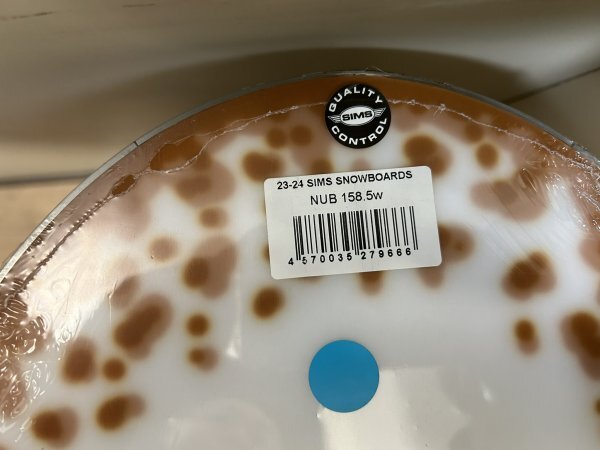 QUALITY
SIMS
CONTROL
23-24 SIMS SNOWBOARDS
NUB 158.5w
4 570035 279666